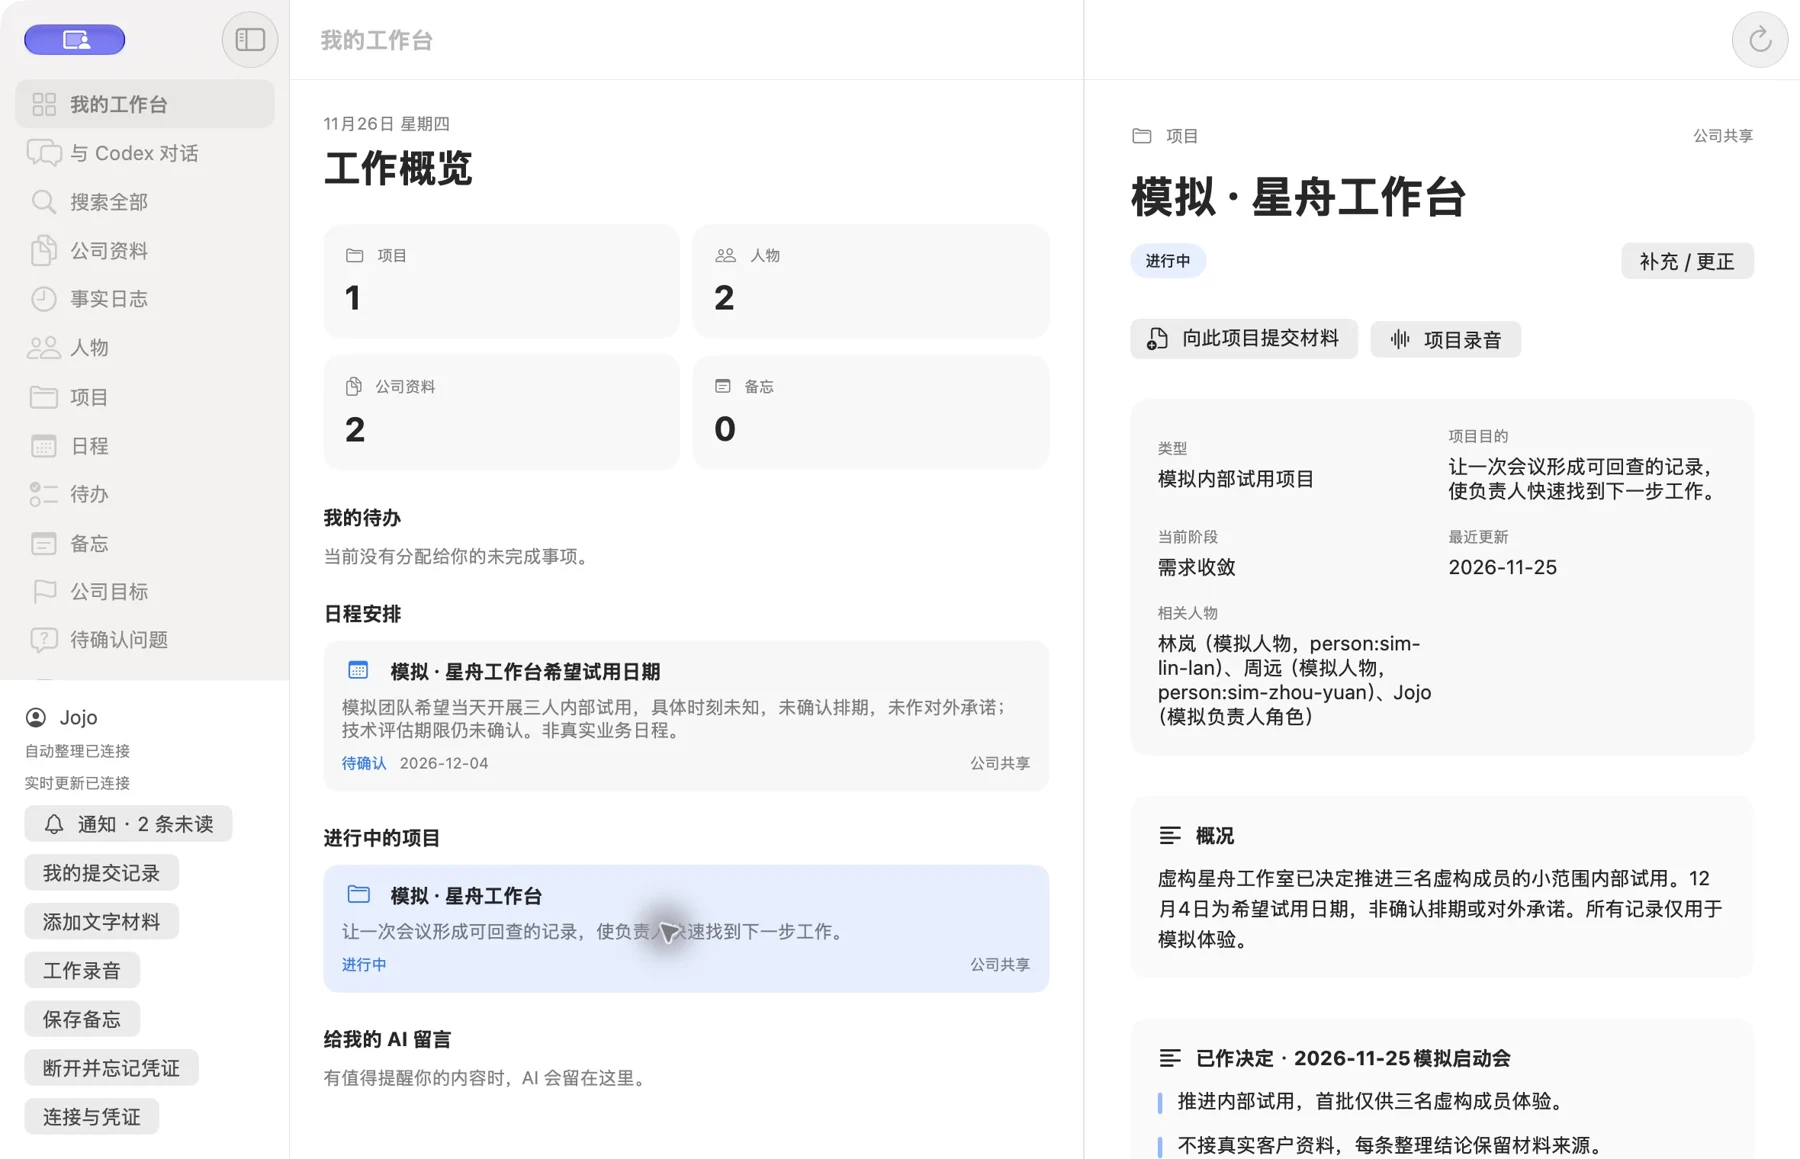 我的工作台
与 Codex 对话
搜索全部
公司资料
事实日志
人物
项目
日程
待办
备忘
公司目标
待确认问题
Jojo
自动整理已连接
实时更新已连接
通知 · 2 条未读
我的提交记录
添加文字材料
工作录音
保存备忘
断开并忘记凭证
连接与凭证
我的工作台
11月26日 星期四
工作概览
项目
1
人物
2
公司资料
2
备忘
0
我的待办
当前没有分配给你的未完成事项。
日程安排
模拟 · 星舟工作台希望试用日期
模拟团队希望当天开展三人内部试用，具体时刻未知，未确认排期，未作对外承诺；
技术评估期限仍未确认。非真实业务日程。
待确认 2026-12-04
公司共享
进行中的项目
模拟 · 星舟工作台
让一次会议形成可回查的记录，使负责人快速找到下一步工作。
进行中
公司共享
给我的 AI 留言
有值得提醒你的内容时，AI 会留在这里。
项目
公司共享
模拟 · 星舟工作台
进行中
补充 / 更正
向此项目提交材料
项目录音
类型
模拟内部试用项目
项目目的
让一次会议形成可回查的记录，
使负责人快速找到下一步工作。
当前阶段
需求收敛
最近更新
2026-11-25
相关人物
林岚（模拟人物，person:sim-
lin-lan）、周远（模拟人物，
person:sim-zhou-yuan）、Jojo
（模拟负责人角色）
概况
虚构星舟工作室已决定推进三名虚构成员的小范围内部试用。12
月4日为希望试用日期，非确认排期或对外承诺。所有记录仅用于
模拟体验。
已作决定 · 2026-11-25模拟启动会
推进内部试用，首批仅供三名虚构成员体验。
不接真实客户资料，每条整理结论保留材料来源。